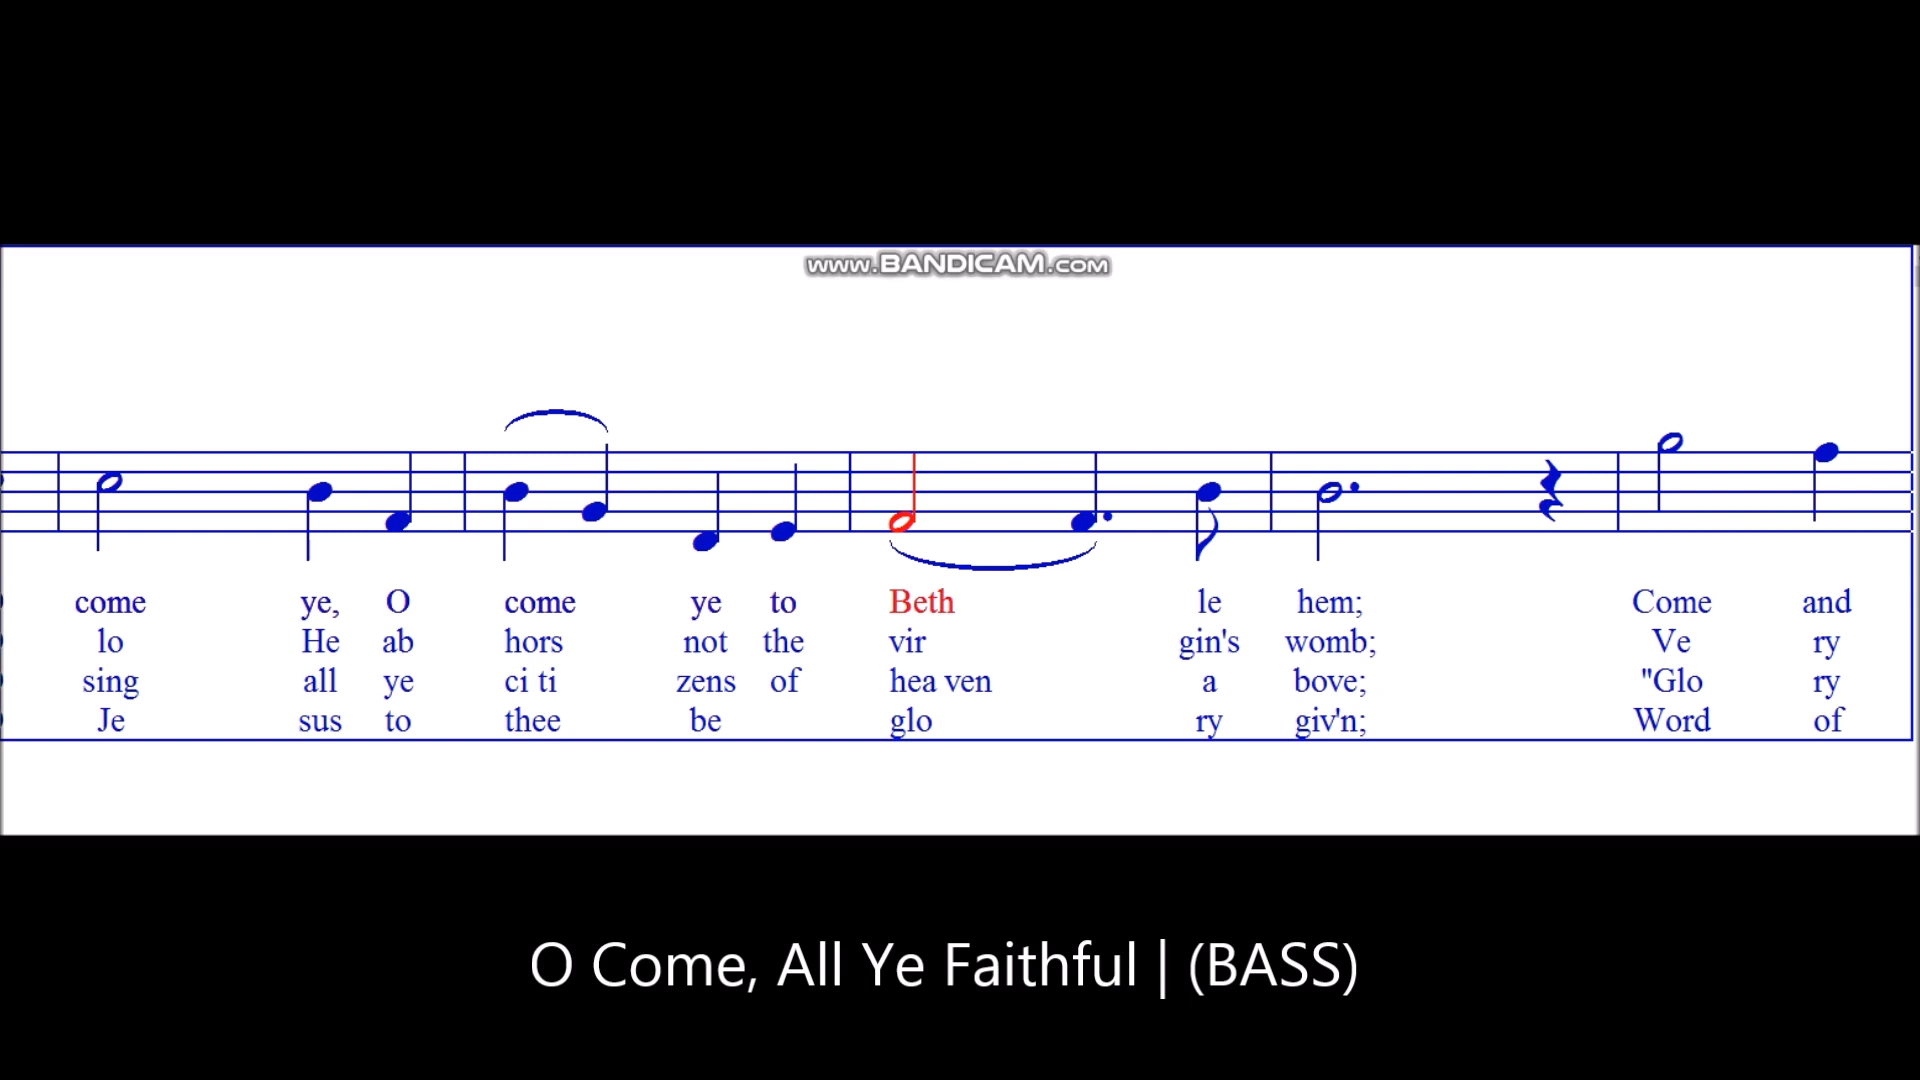 www.BANDICAM.com
come ye, O come ye to Beth le hem; Come and
lo He ab hors not the vir gin's womb; Ve ry
sing all ye ci ti zens of hea ven a bove; "Glo ry
Je sus to thee be glo ry giv'n; Word of
O Come, All Ye Faithful | (BASS)